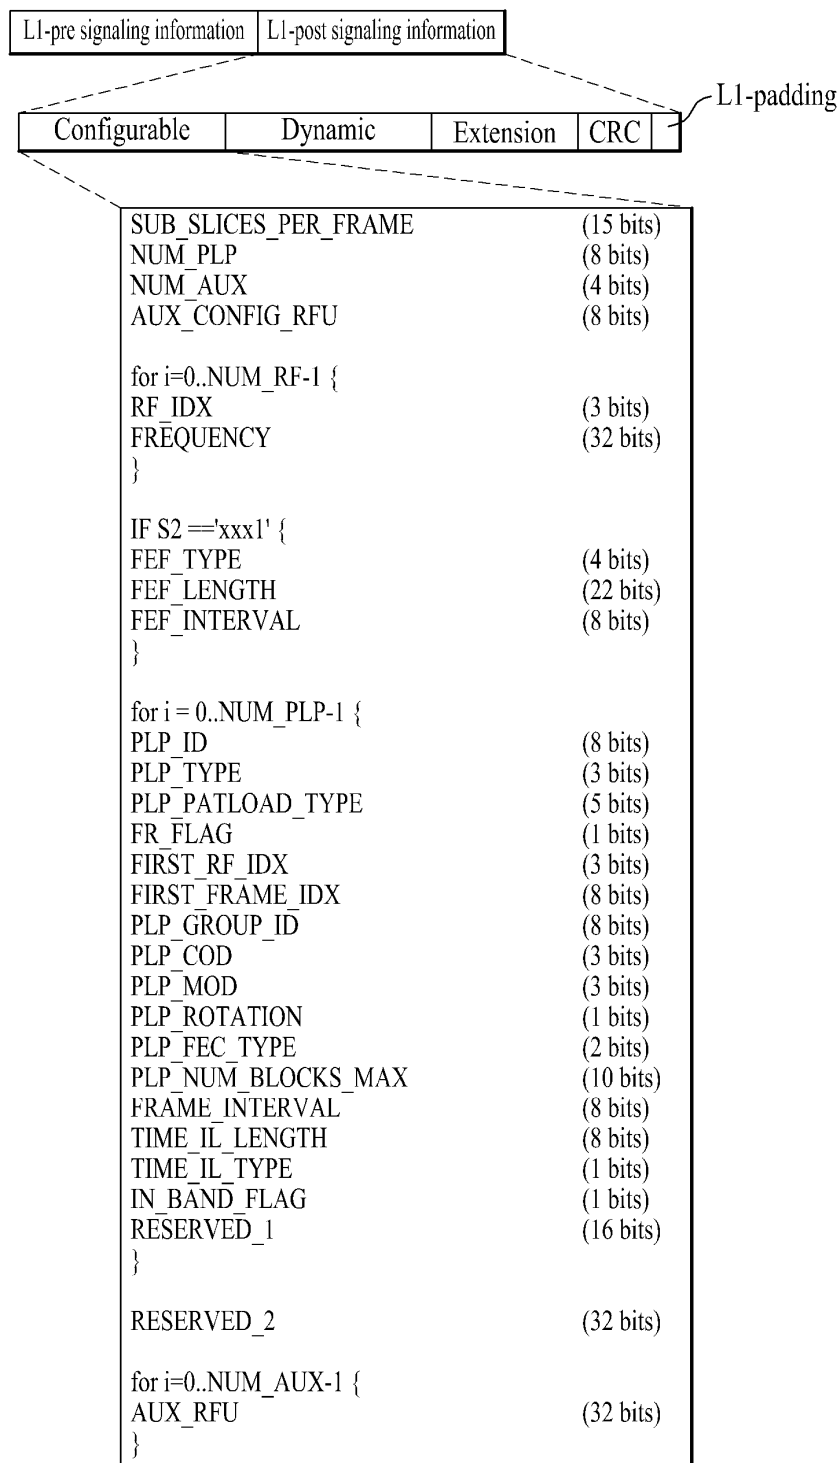 L1-pre signaling information L1-post signaling information
L1-padding
Configurable Dynamic Extension CRC
SUB_SLICES_PER_FRAME (15 bits)
NUM_PLP (8 bits)
NUM_AUX (4 bits)
AUX_CONFIG_RFU (8 bits)
for i=0..NUM_RF-1 {
RF_IDX (3 bits)
FREQUENCY (32 bits)
}
IF S2 =='xxx1' {
FEF_TYPE (4 bits)
FEF_LENGTH (22 bits)
FEF_INTERVAL (8 bits)
}
for i = 0..NUM_PLP-1 {
PLP_ID (8 bits)
PLP_TYPE (3 bits)
PLP_PATLOAD_TYPE (5 bits)
FR_FLAG (1 bits)
FIRST_RF_IDX (3 bits)
FIRST_FRAME_IDX (8 bits)
PLP_GROUP_ID (8 bits)
PLP_COD (3 bits)
PLP_MOD (3 bits)
PLP_ROTATION (1 bits)
PLP_FEC_TYPE (2 bits)
PLP_NUM_BLOCKS_MAX (10 bits)
FRAME_INTERVAL (8 bits)
TIME_IL_LENGTH (8 bits)
TIME_IL_TYPE (1 bits)
IN_BAND_FLAG (1 bits)
RESERVED_1 (16 bits)
}
RESERVED_2 (32 bits)
for i=0..NUM_AUX-1 {
AUX_RFU (32 bits)
}